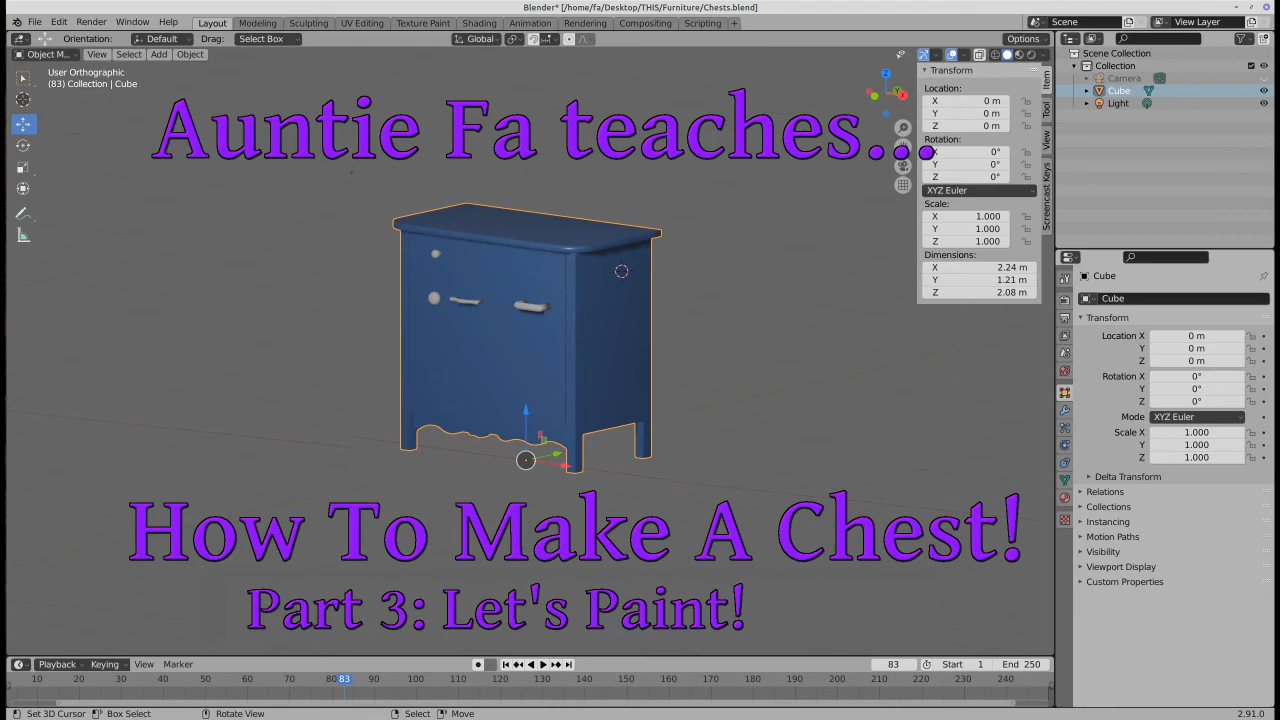 Blender* [/home/fa/Desktop/THIS/Furniture/Chests.blend]
File Edit Render Window Help Layout Modeling Sculpting UV Editing Texture Paint Shading Animation Rendering Compositing Scripting Scene View Layer
Orientation: Default Drag: Select Box Global Options
Object M... View Select Add Object
User Orthographic
(83) Collection | Cube
Auntie Fa teaches...
How To Make A Chest!
Part 3: Let's Paint!
Transform
Location:
X 0 m
Y 0 m
Z 0 m
Rotation:
X 0°
Y 0°
Z 0°
XYZ Euler
Scale:
X 1.000
Y 1.000
Z 1.000
Dimensions:
X 2.24 m
Y 1.21 m
Z 2.08 m
Item
Tool
View
Screencast Keys
Scene Collection
Collection
Camera
Cube
Light
Cube
Cube
Transform
Location X 0 m
Y 0 m
Z 0 m
Rotation X 0°
Y 0°
Z 0°
Mode XYZ Euler
Scale X 1.000
Y 1.000
Z 1.000
Delta Transform
Relations
Collections
Instancing
Motion Paths
Visibility
Viewport Display
Custom Properties
Playback Keying View Marker 83 Start 1 End 250
10 20 30 40 50 60 70 80 83 90 100 110 120 130 140 150 160 170 180 190 200 210 220 230 240
Set 3D Cursor Box Select Rotate View Select Move 2.91.0